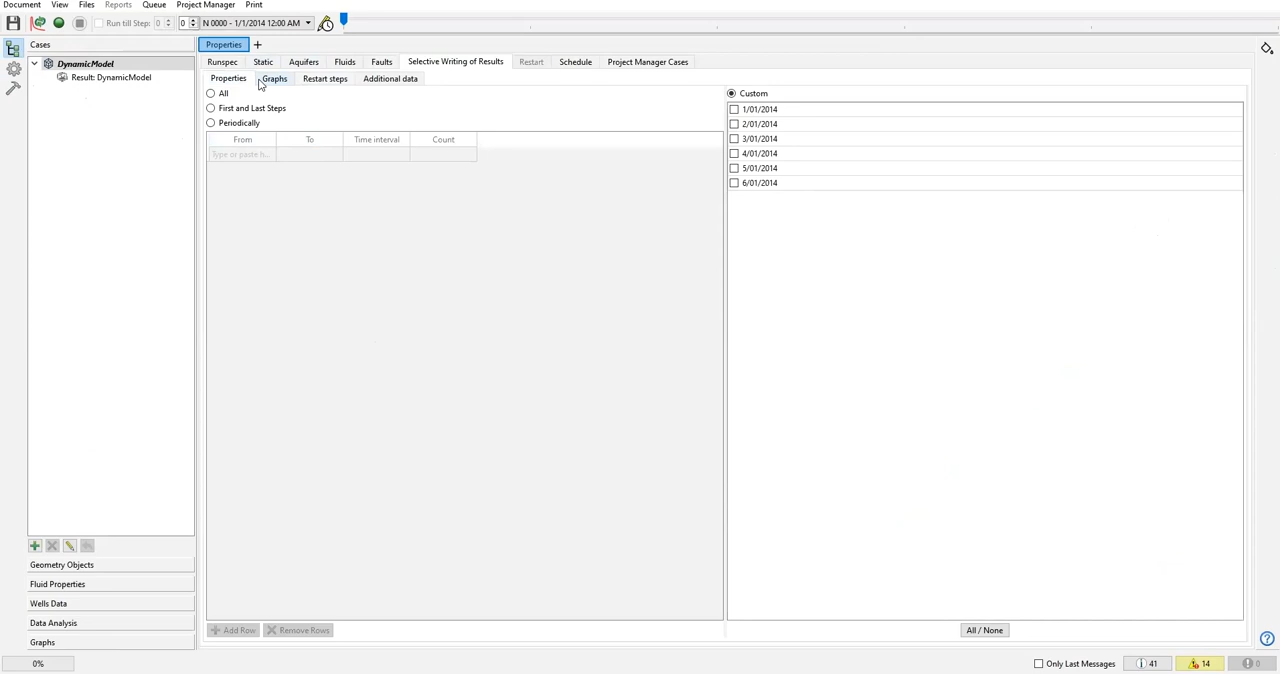 Document View Files Reports Queue Project Manager Print
Run till Step: 0 0 N 0000 - 1/1/2014 12:00 AM
Cases
Properties +
DynamicModel
Result: DynamicModel
Runspec Static Aquifers Fluids Faults Selective Writing of Results Restart Schedule Project Manager Cases
Properties Graphs Restart steps Additional data
All
First and Last Steps
Periodically
From To Time interval Count
Type or paste h...
Custom
1/01/2014
2/01/2014
3/01/2014
4/01/2014
5/01/2014
6/01/2014
Geometry Objects
Fluid Properties
Wells Data
Data Analysis
Graphs
Add Row Remove Rows
All / None
0%
Only Last Messages 41 14 0